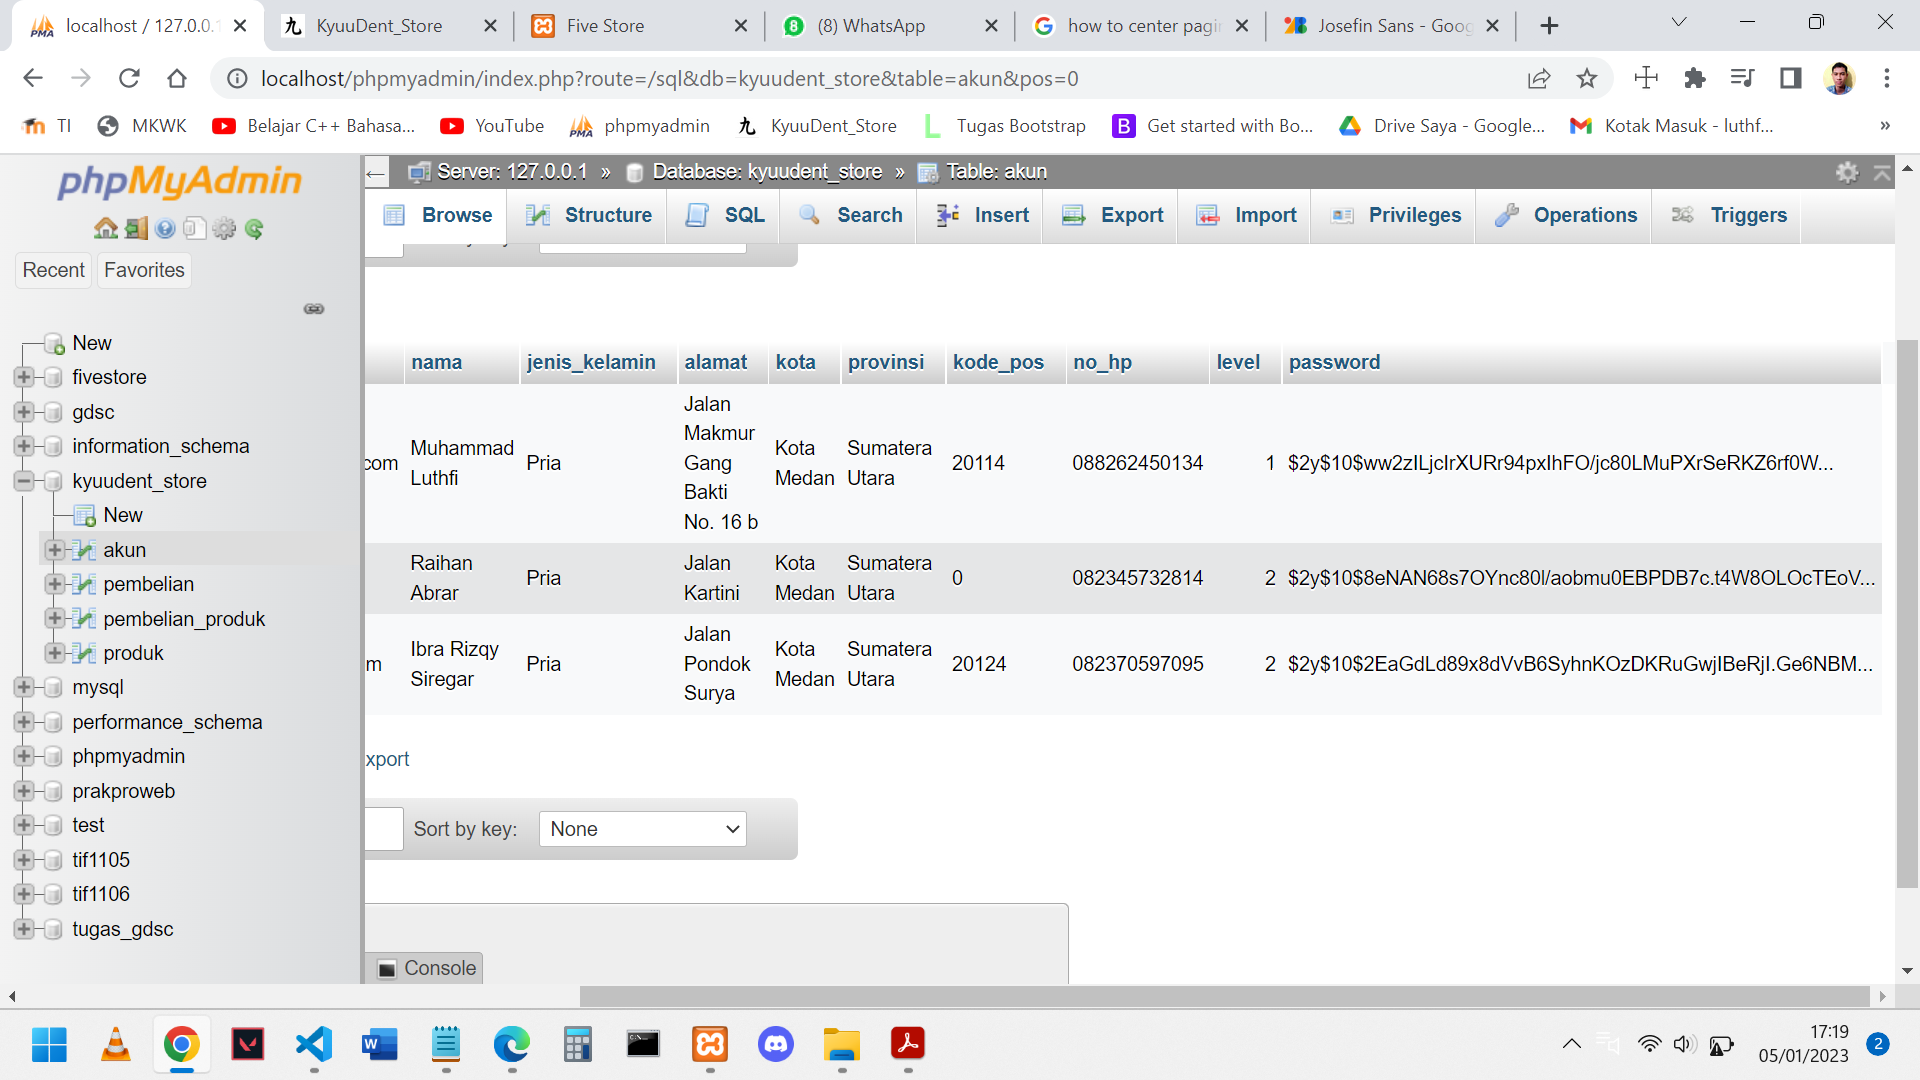 localhost / 127.0.0.1
KyuuDent_Store
Five Store
(8) WhatsApp
how to center pagin
Josefin Sans - Goog
localhost/phpmyadmin/index.php?route=/sql&db=kyuudent_store&table=akun&pos=0
TI
MKWK
Belajar C++ Bahasa...
YouTube
phpmyadmin
KyuuDent_Store
Tugas Bootstrap
Get started with Bo...
Drive Saya - Google...
Kotak Masuk - luthf...
»
phpMyAdmin
Recent
Favorites
New
fivestore
gdsc
information_schema
kyuudent_store
New
akun
pembelian
pembelian_produk
produk
mysql
performance_schema
phpmyadmin
prakproweb
test
tif1105
tif1106
tugas_gdsc
← Server: 127.0.0.1 » Database: kyuudent_store » Table: akun
Browse Structure SQL Search Insert Export Import Privileges Operations Triggers
nama jenis_kelamin alamat kota provinsi kode_pos no_hp level password
com
Muhammad
Luthfi
Pria
Jalan
Makmur
Gang
Bakti
No. 16 b
Kota
Medan
Sumatera
Utara
20114
088262450134
1
$2y$10$ww2zILjcIrXURr94pxIhFO/jc80LMuPXrSeRKZ6rf0W...
Raihan
Abrar
Pria
Jalan
Kartini
Kota
Medan
Sumatera
Utara
0
082345732814
2
$2y$10$8eNAN68s7OYnc80l/aobmu0EBPDB7c.t4W8OLOcTEoV...
m
Ibra Rizqy
Siregar
Pria
Jalan
Pondok
Surya
Kota
Medan
Sumatera
Utara
20124
082370597095
2
$2y$10$2EaGdLd89x8dVvB6SyhnKOzDKRuGwjIBeRjI.Ge6NBM...
xport
Sort by key: None
Console
17:19
05/01/2023
2